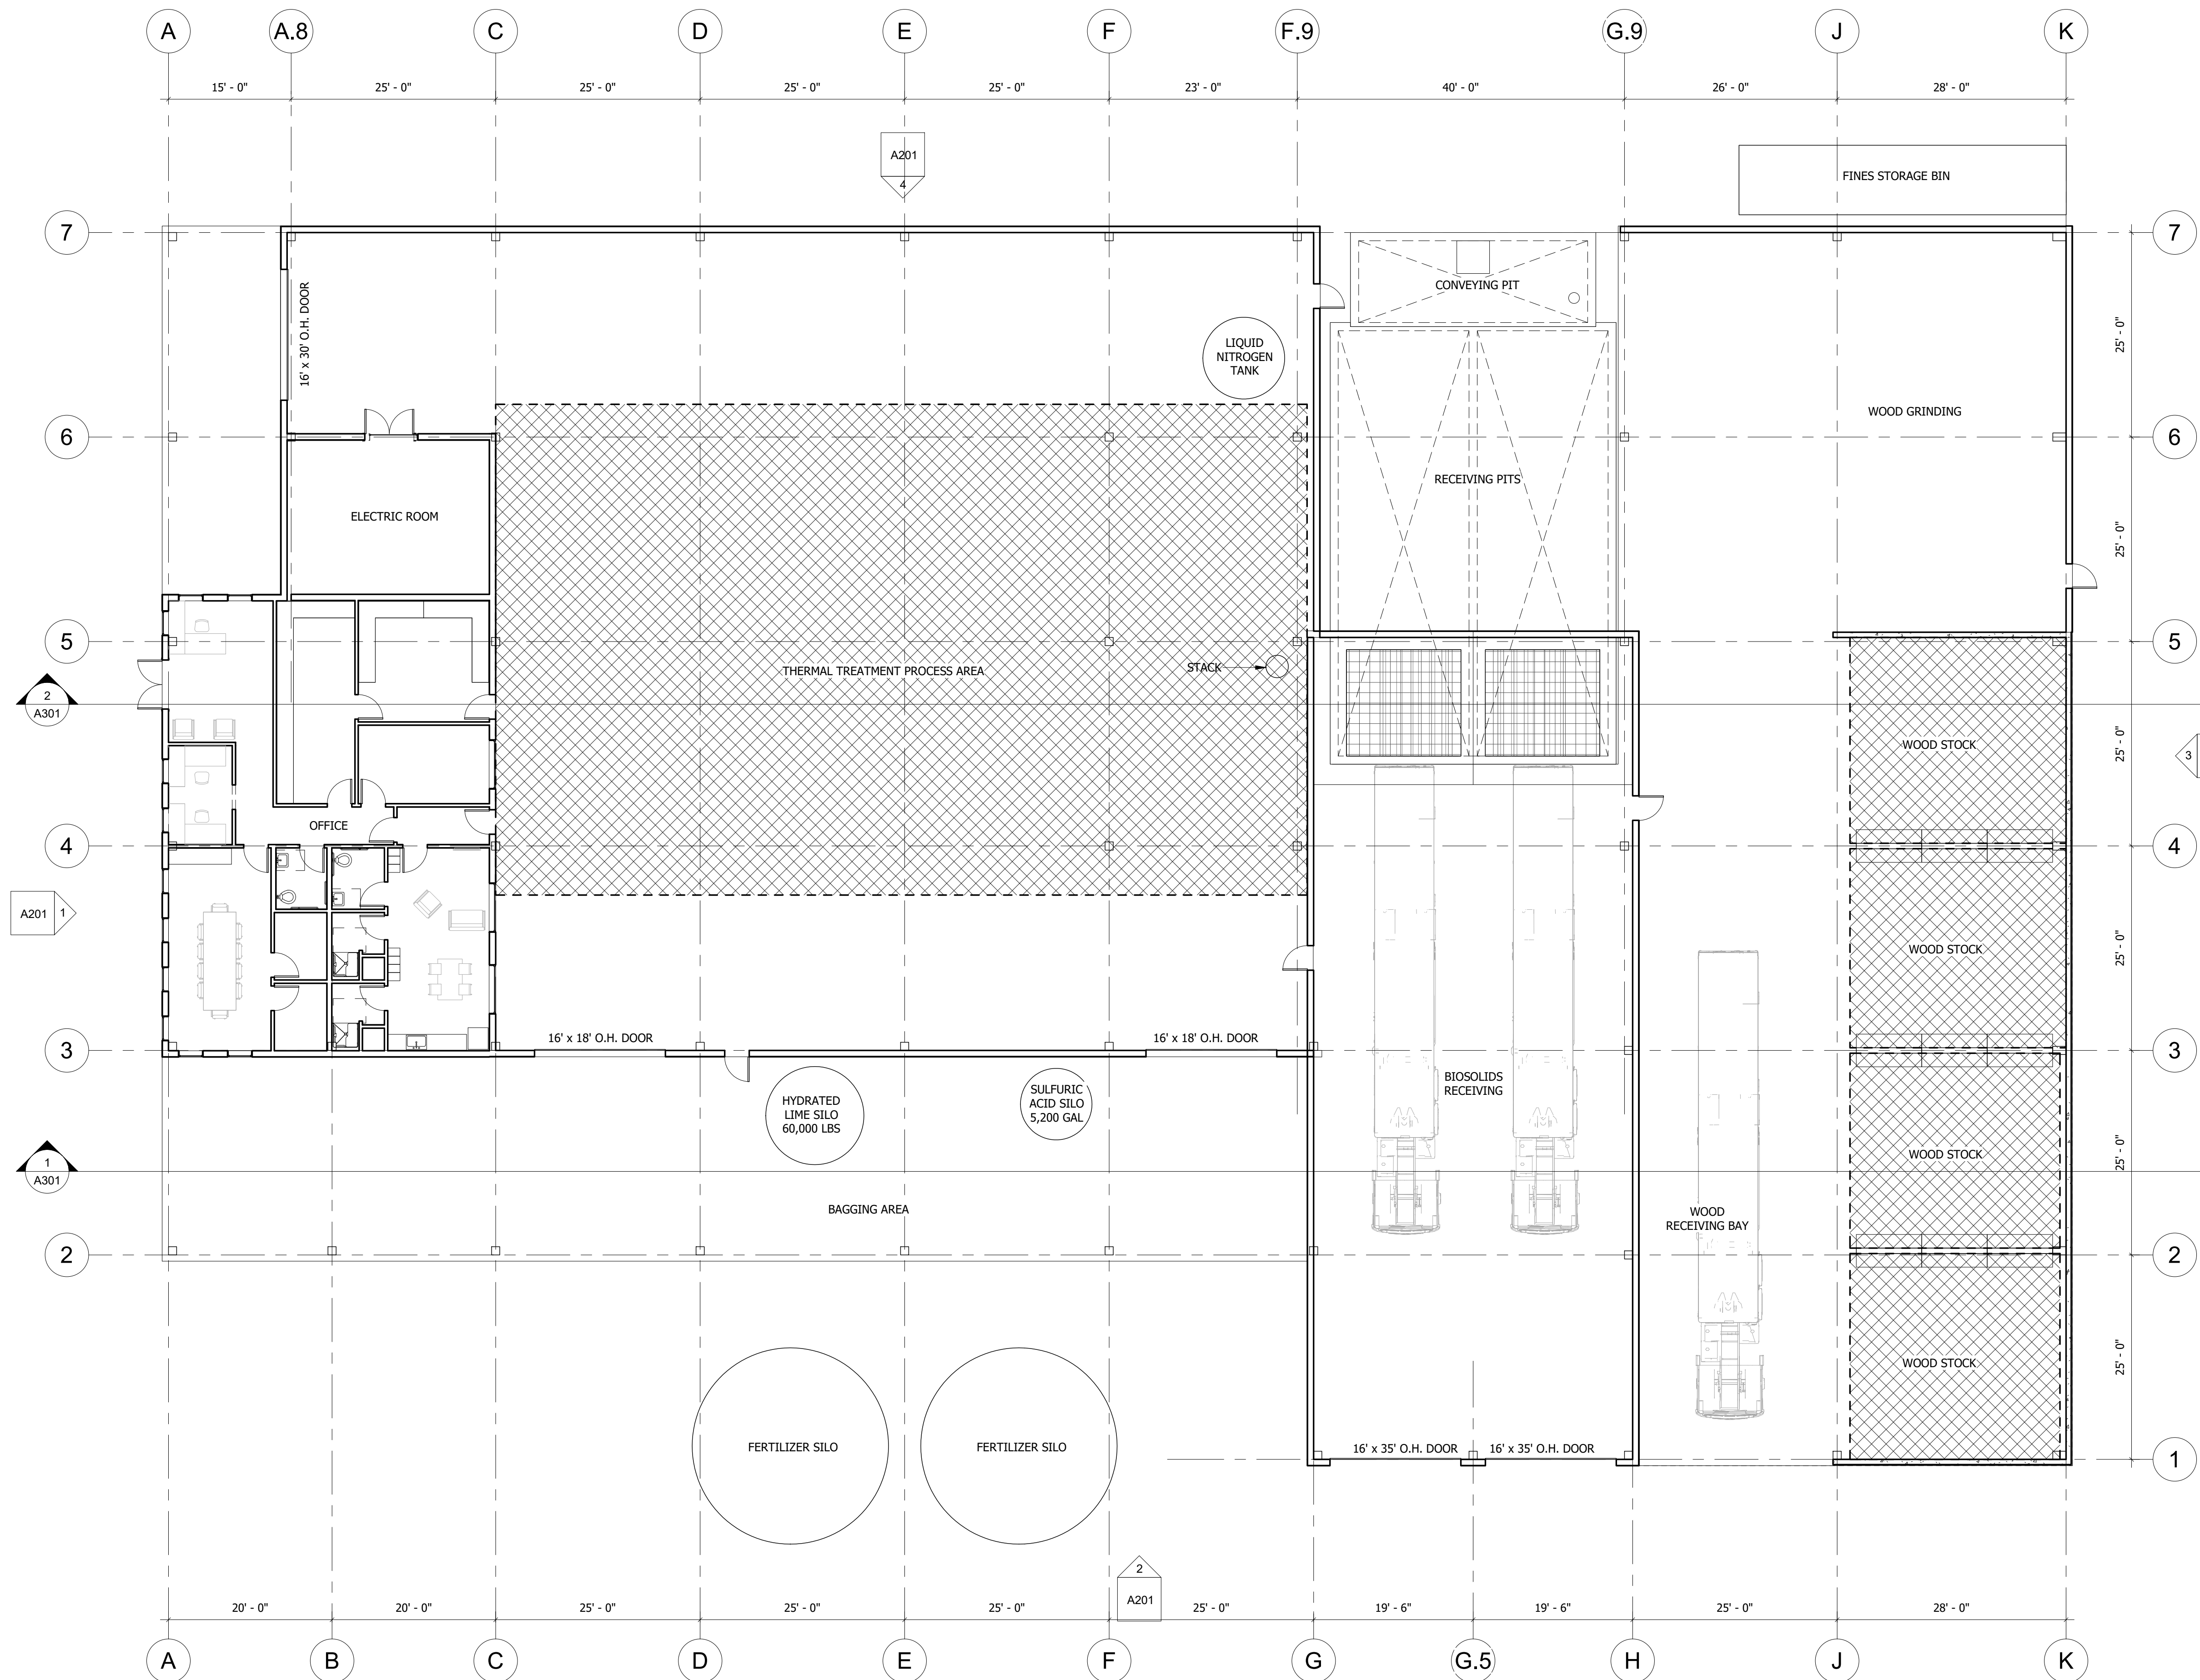 A
A.8
C
D
E
F
F.9
G.9
J
K
15' - 0"
25' - 0"
25' - 0"
25' - 0"
25' - 0"
23' - 0"
40' - 0"
26' - 0"
28' - 0"
A201
4
FINES STORAGE BIN
7
7
16' x 30' O.H. DOOR
CONVEYING PIT
25' - 0"
LIQUID
NITROGEN
TANK
WOOD GRINDING
6
6
RECEIVING PITS
ELECTRIC ROOM
25' - 0"
5
5
THERMAL TREATMENT PROCESS AREA
STACK
2
A301
WOOD STOCK
25' - 0"
3
OFFICE
4
4
A201
1
WOOD STOCK
25' - 0"
16' x 18' O.H. DOOR
16' x 18' O.H. DOOR
3
3
HYDRATED
LIME SILO
60,000 LBS
SULFURIC
ACID SILO
5,200 GAL
BIOSOLIDS
RECEIVING
WOOD STOCK
25' - 0"
1
A301
BAGGING AREA
WOOD
RECEIVING BAY
2
2
WOOD STOCK
25' - 0"
FERTILIZER SILO
FERTILIZER SILO
16' x 35' O.H. DOOR
16' x 35' O.H. DOOR
1
2
A201
20' - 0"
20' - 0"
25' - 0"
25' - 0"
25' - 0"
25' - 0"
19' - 6"
19' - 6"
25' - 0"
28' - 0"
A
B
C
D
E
F
G
G.5
H
J
K